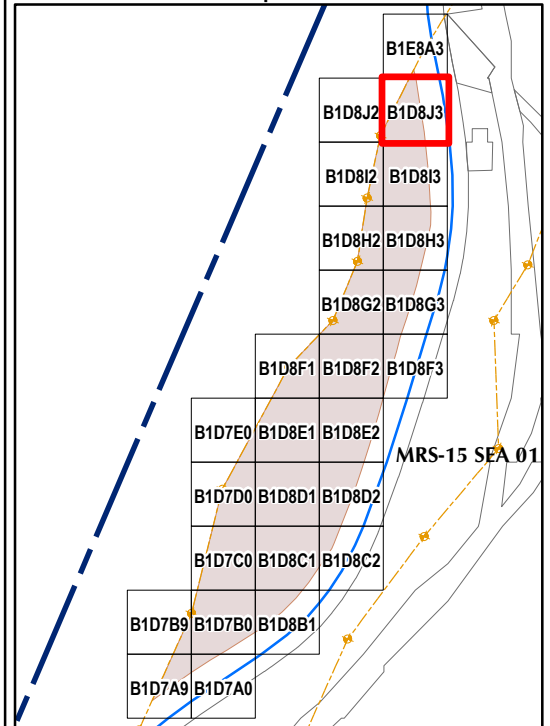 B1E8A3
B1D8J2 B1D8J3
B1D8I2 B1D8I3
B1D8H2 B1D8H3
B1D8G2 B1D8G3
B1D8F1 B1D8F2 B1D8F3
B1D7E0 B1D8E1 B1D8E2
MRS-15 SEA 01
B1D7D0 B1D8D1 B1D8D2
B1D7C0 B1D8C1 B1D8C2
B1D7B9 B1D7B0 B1D8B1
B1D7A9 B1D7A0